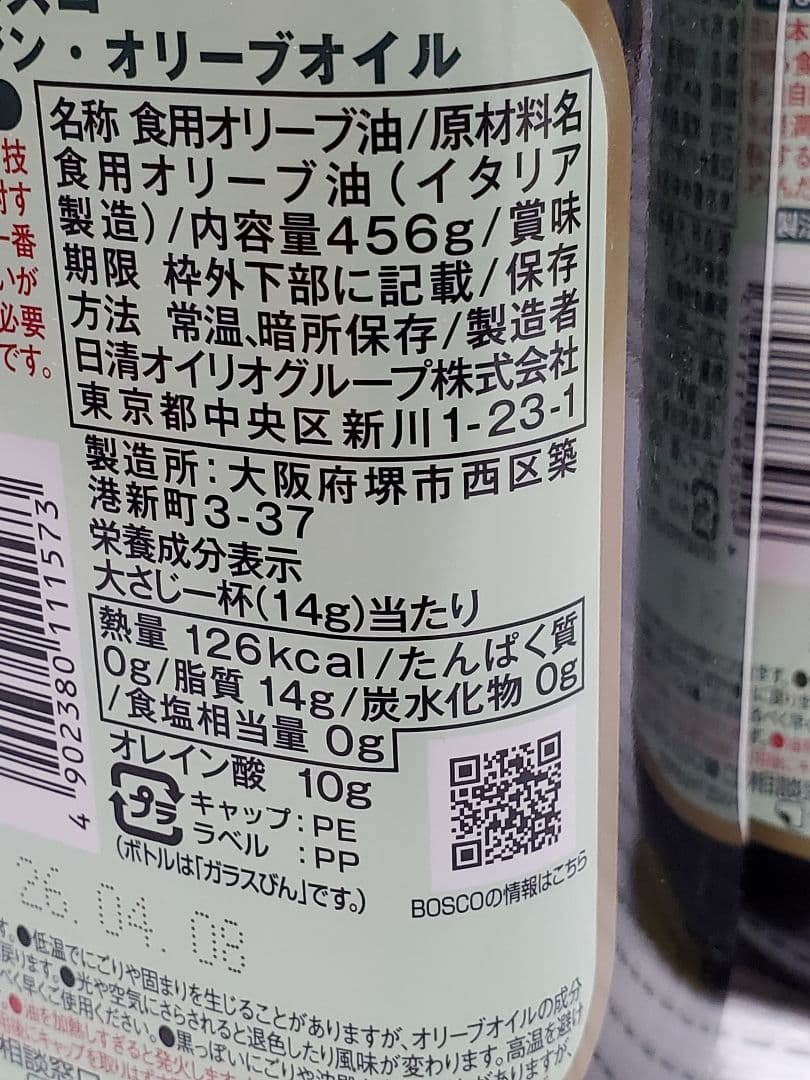 ン・オリーブオイル
名称 食用オリーブ油/原材料名
食用オリーブ油(イタリア
製造)/内容量456g/賞味
期限 枠外下部に記載/保存
方法 常温、暗所保存/製造者
日清オイリオグループ株式会社
東京都中央区新川1-23-1
製造所:大阪府堺市西区築
港新町3-37
栄養成分表示
大さじ一杯(14g)当たり
熱量 126kcal/たんぱく質
0g/脂質 14g/炭水化物 0g
/食塩相当量 0g
オレイン酸 10g
プラ
キャップ:PE
ラベル :PP
(ボトルは「ガラスびん」です。)
BOSCOの情報はこちら
4 902380 111573
26.04.08
す。●低温でにごりや固まりを生じることがありますが、オリーブオイルの成分
戻ります。●光や空気にさらされると退色したり風味が変わります。高温を避け
べく早くご使用ください。●黒っぽいにごりや
●油を加熱しすぎると発火します。
技
一番
いが
必要
です。